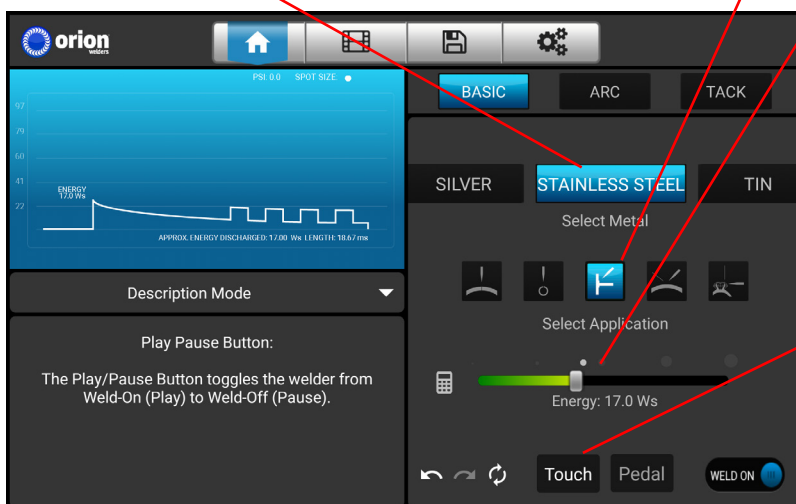 orion
welders
PSI: 0.0 SPOT SIZE:
97
79
60
41
22
ENERGY
17.0 Ws
APPROX. ENERGY DISCHARGED: 17.00 Ws LENGTH: 18.67 ms
Description Mode
Play Pause Button:
The Play/Pause Button toggles the welder from
Weld-On (Play) to Weld-Off (Pause).
BASIC ARC TACK
SILVER STAINLESS STEEL TIN
Select Metal
Select Application
Energy: 17.0 Ws
Touch Pedal WELD ON